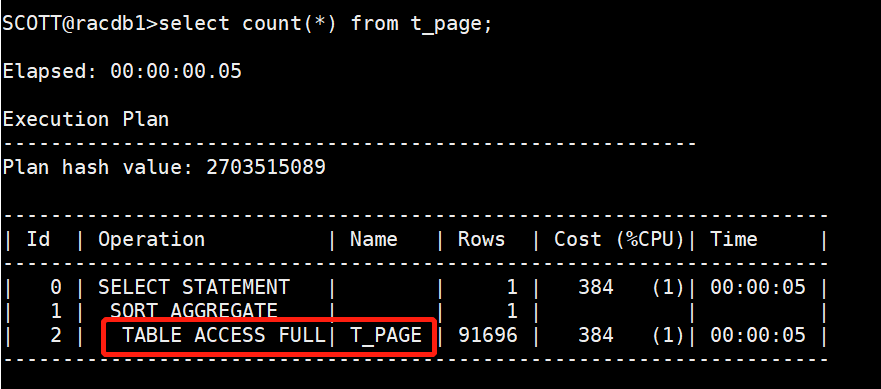 SCOTT@racdb1>select count(*) from t_page;
Elapsed: 00:00:00.05
Execution Plan
----------------------------------------------------------
Plan hash value: 2703515089
---------------------------------------------------------------------
| Id  | Operation          | Name   | Rows  | Cost (%CPU)| Time     |
---------------------------------------------------------------------
|   0 | SELECT STATEMENT   |        |     1 |   384   (1)| 00:00:05 |
|   1 |  SORT AGGREGATE    |        |     1 |            |          |
|   2 |   TABLE ACCESS FULL| T_PAGE | 91696 |   384   (1)| 00:00:05 |
---------------------------------------------------------------------